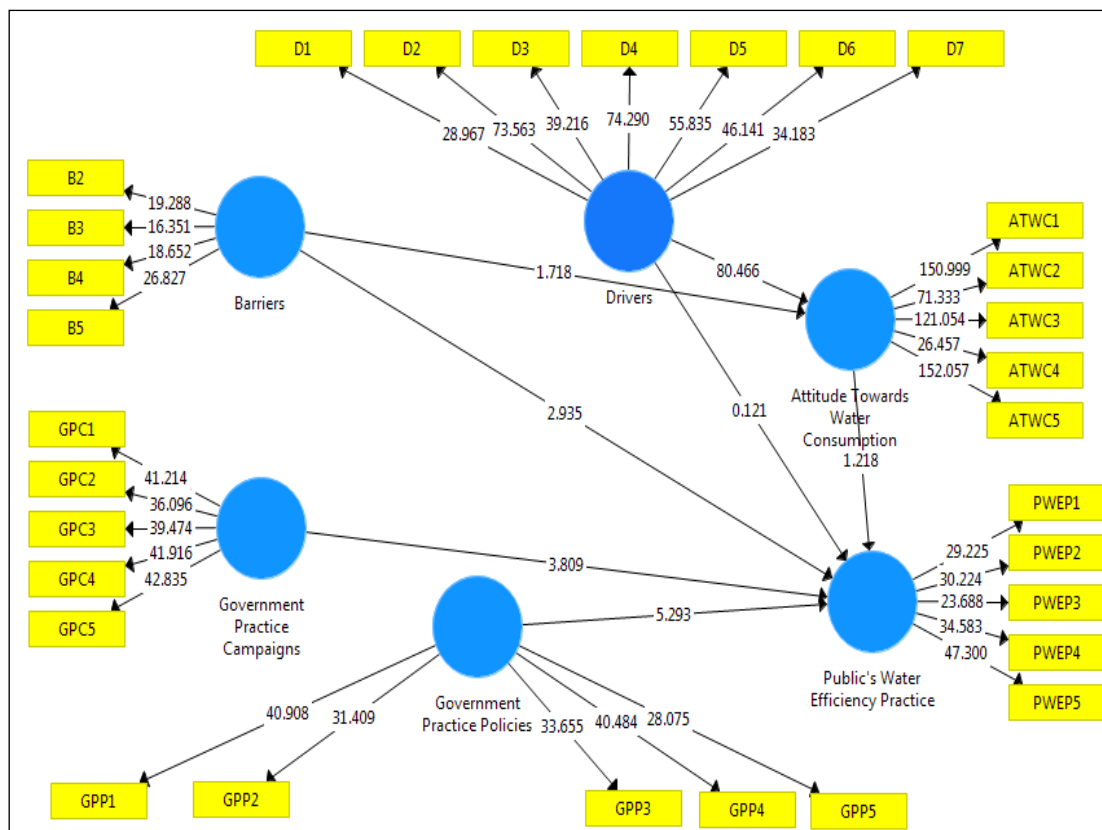 D1 D2 D3 D4 D5 D6 D7
28.967 73.563 39.216 74.290 55.835 46.141 34.183
B2
B3
B4
B5
19.288
16.351
18.652
26.827
Barriers
Drivers
1.718
80.466
2.935
0.121
ATWC1
ATWC2
ATWC3
ATWC4
ATWC5
150.999
71.333
121.054
26.457
152.057
Attitude Towards
Water
Consumption
1.218
GPC1
GPC2
GPC3
GPC4
GPC5
41.214
36.096
39.474
41.916
42.835
Government
Practice
Campaigns
3.809
5.293
Government
Practice Policies
40.908 31.409 33.655 40.484 28.075
GPP1 GPP2 GPP3 GPP4 GPP5
PWEP1
PWEP2
PWEP3
PWEP4
PWEP5
29.225
30.224
23.688
34.583
47.300
Public's Water
Efficiency Practice